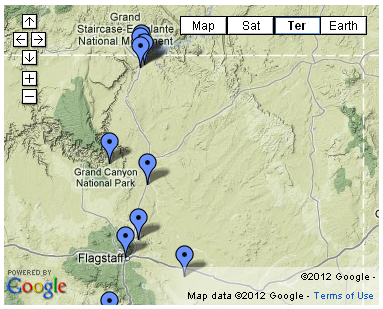 Grand
Staircase-Escalante
National Monument
Map
Sat
Ter
Earth
Grand Canyon
National Park
Flagstaff
POWERED BY
Google
©2012 Google -
Map data ©2012 Google - Terms of Use